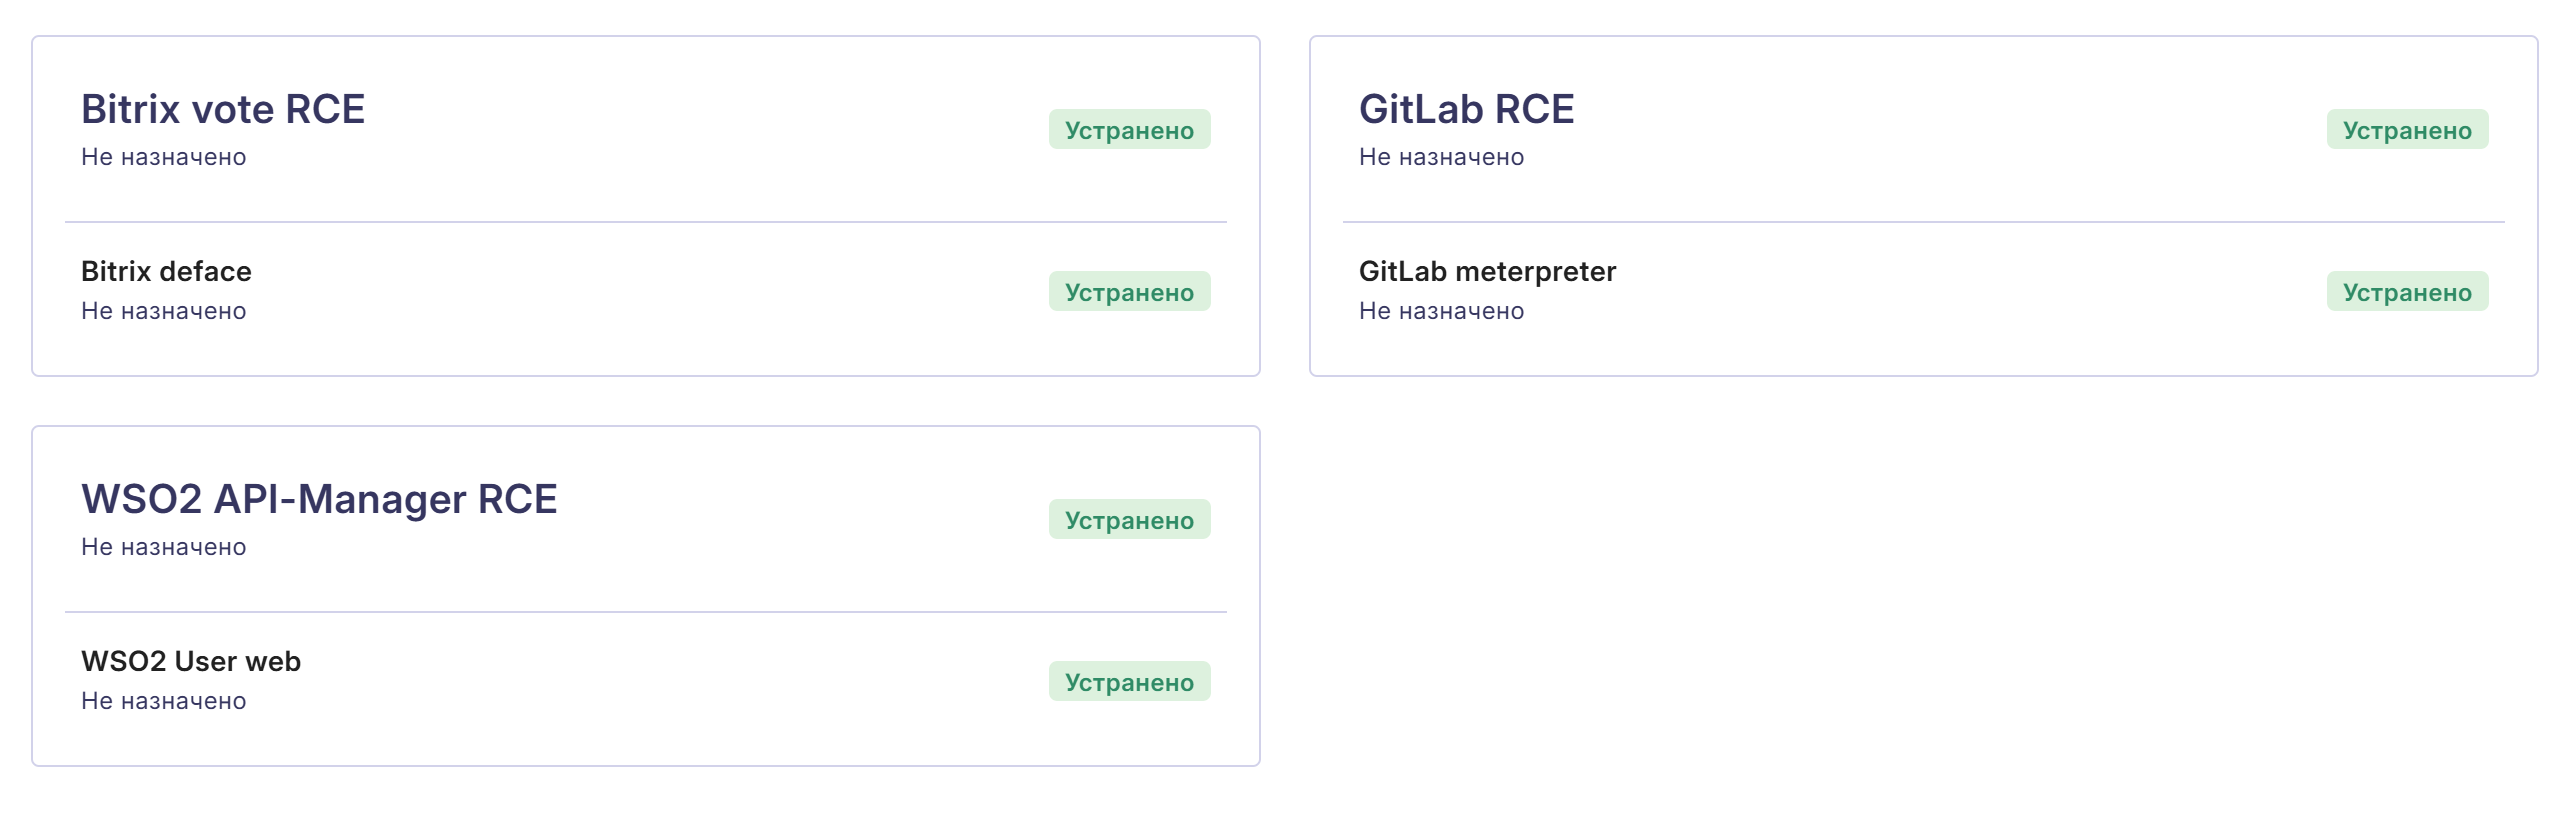 Bitrix vote RCE
Не назначено
Устранено
Bitrix deface
Не назначено
Устранено
GitLab RCE
Не назначено
Устранено
GitLab meterpreter
Не назначено
Устранено
WSO2 API-Manager RCE
Не назначено
Устранено
WSO2 User web
Не назначено
Устранено